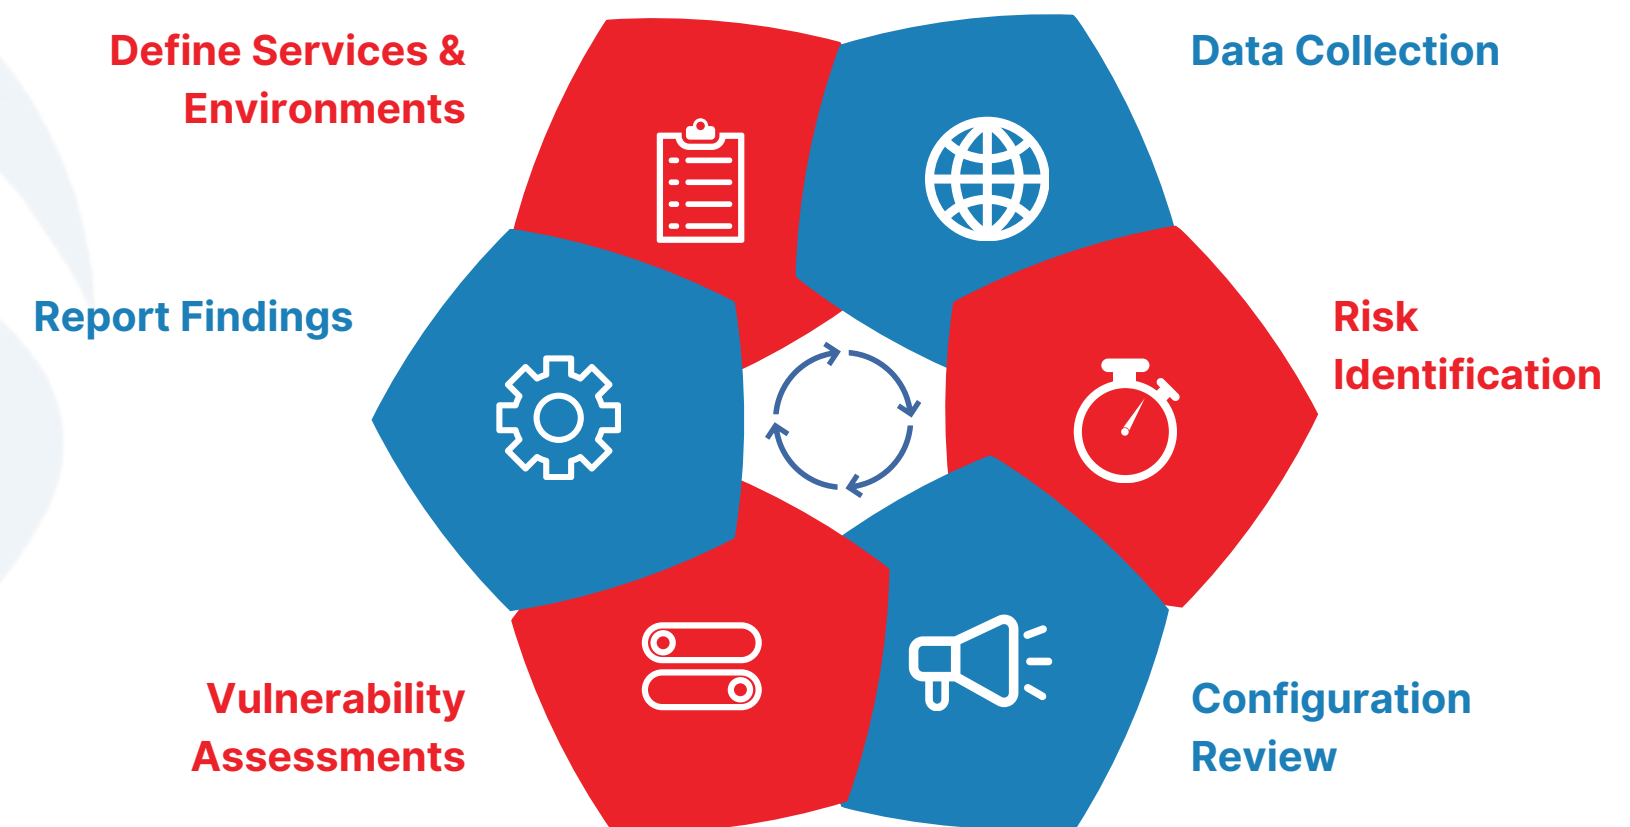 Define Services &
Environments
Data Collection
Report Findings
Risk
Identification
Vulnerability
Assessments
Configuration
Review